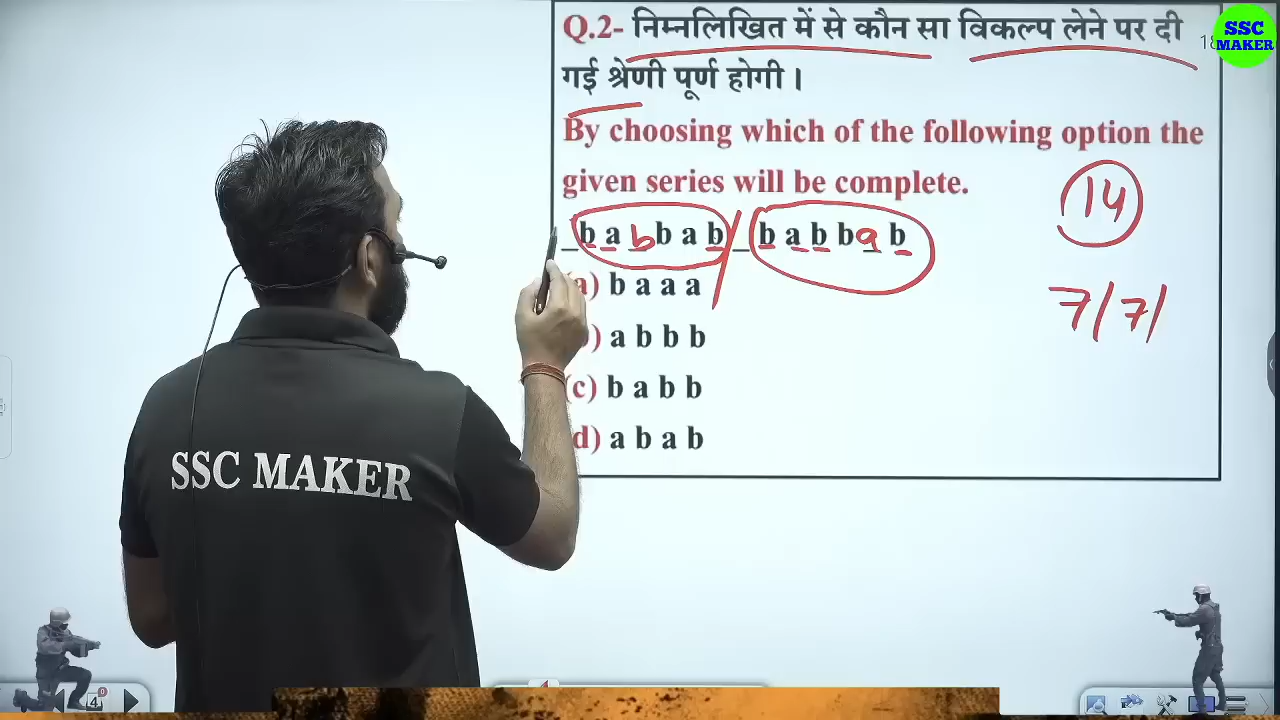 Q.2- निम्नलिखित में से कौन सा विकल्प लेने पर दी
गई श्रेणी पूर्ण होगी ।
By choosing which of the following option the
given series will be complete.
_ b a b b a b / _ b a b b a b
a) b a a a
) a b b b
(c) b a b b
d) a b a b
14
7/7/
SSC
MAKER
SSC MAKER
4